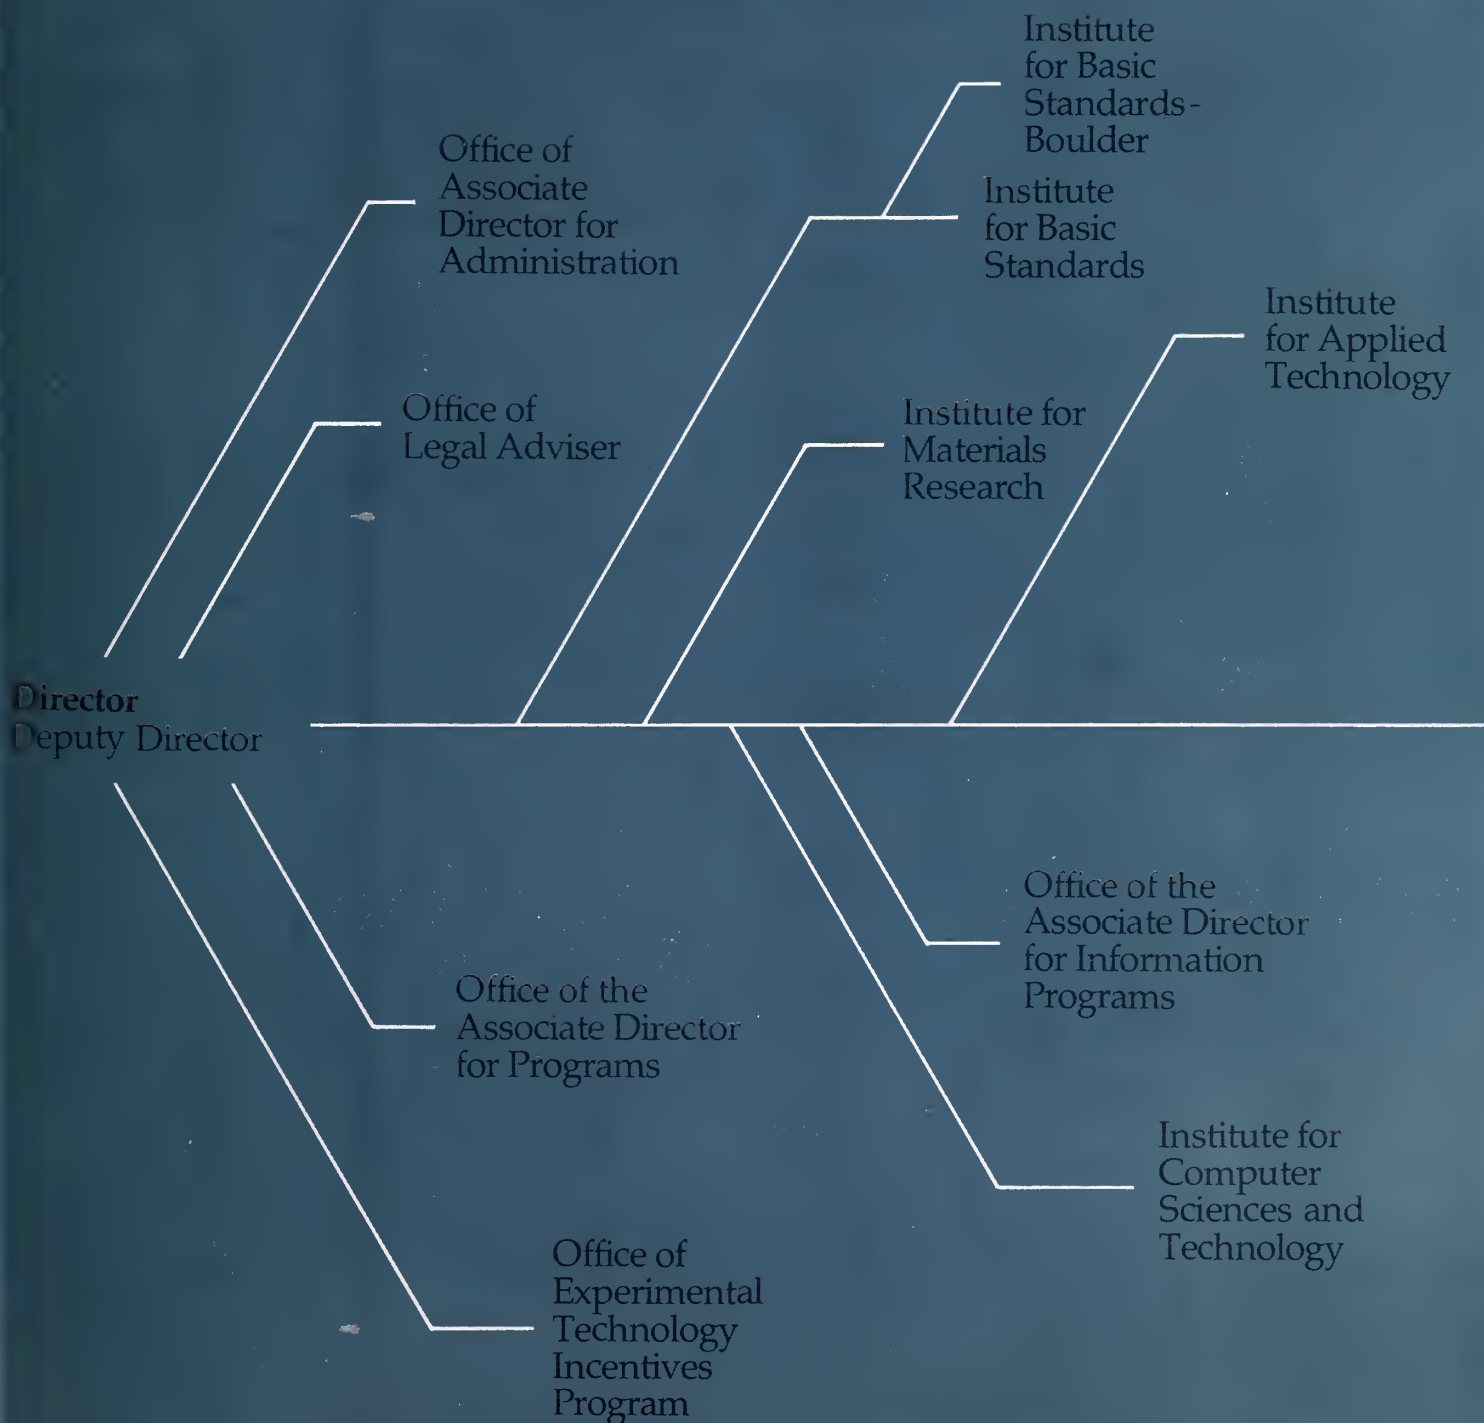 Institute
for Basic
Standards-
Boulder
Office of
Associate
Director for
Administration
Institute
for Basic
Standards
Institute
for Applied
Technology
Office of
Legal Adviser
Institute for
Materials
Research
Director
Deputy Director
Office of the
Associate Director
for Information
Programs
Office of the
Associate Director
for Programs
Institute for
Computer
Sciences and
Technology
Office of
Experimental
Technology
Incentives
Program